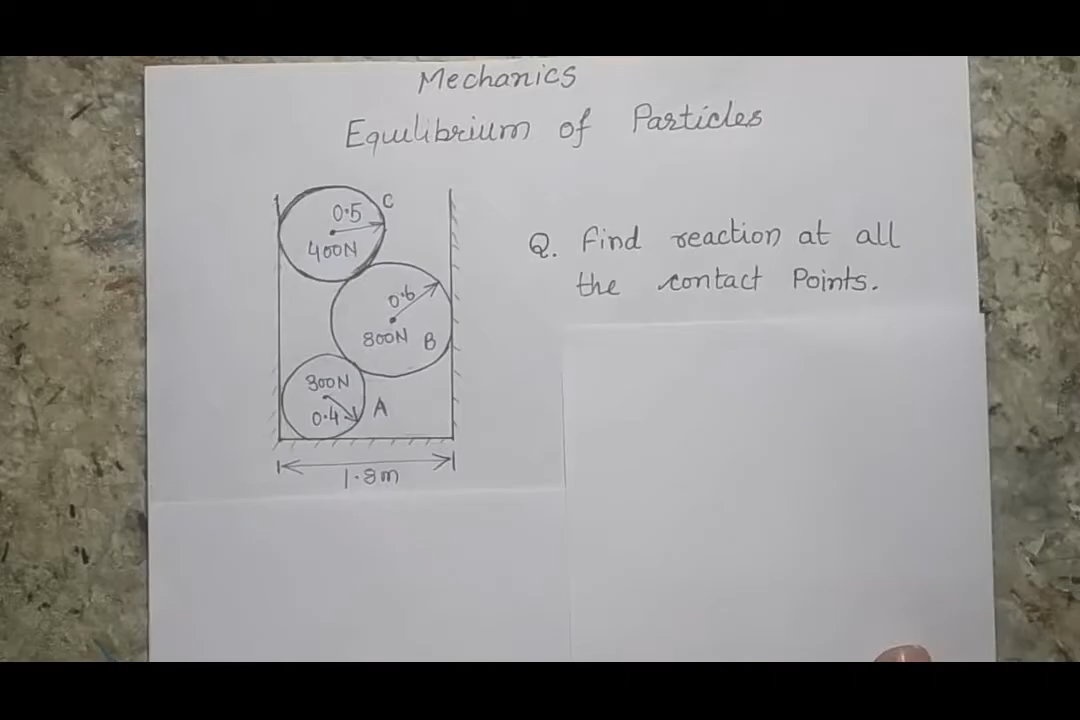 Mechanics
Equilibrium of Particles
C
0.5
400N
Q. Find reaction at all
the contact Points.
0.6
800N B
300N
0.4 A
1.8m